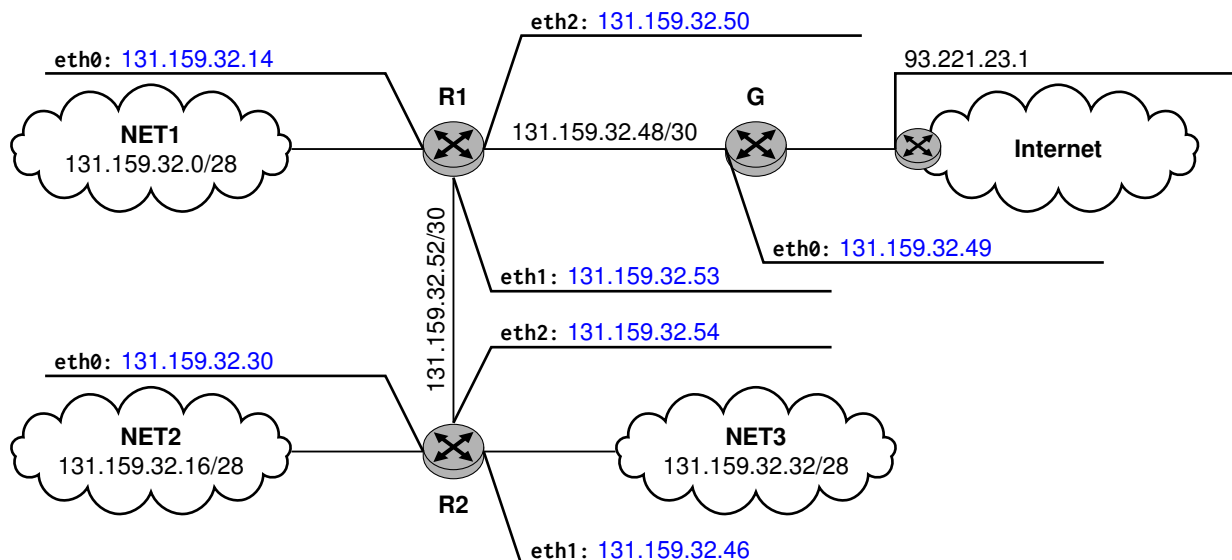 eth2: 131.159.32.50
eth0: 131.159.32.14
93.221.23.1
R1
G
NET1
131.159.32.0/28
131.159.32.48/30
Internet
131.159.32.52/30
eth0: 131.159.32.49
eth1: 131.159.32.53
eth2: 131.159.32.54
eth0: 131.159.32.30
NET2
131.159.32.16/28
NET3
131.159.32.32/28
R2
eth1: 131.159.32.46